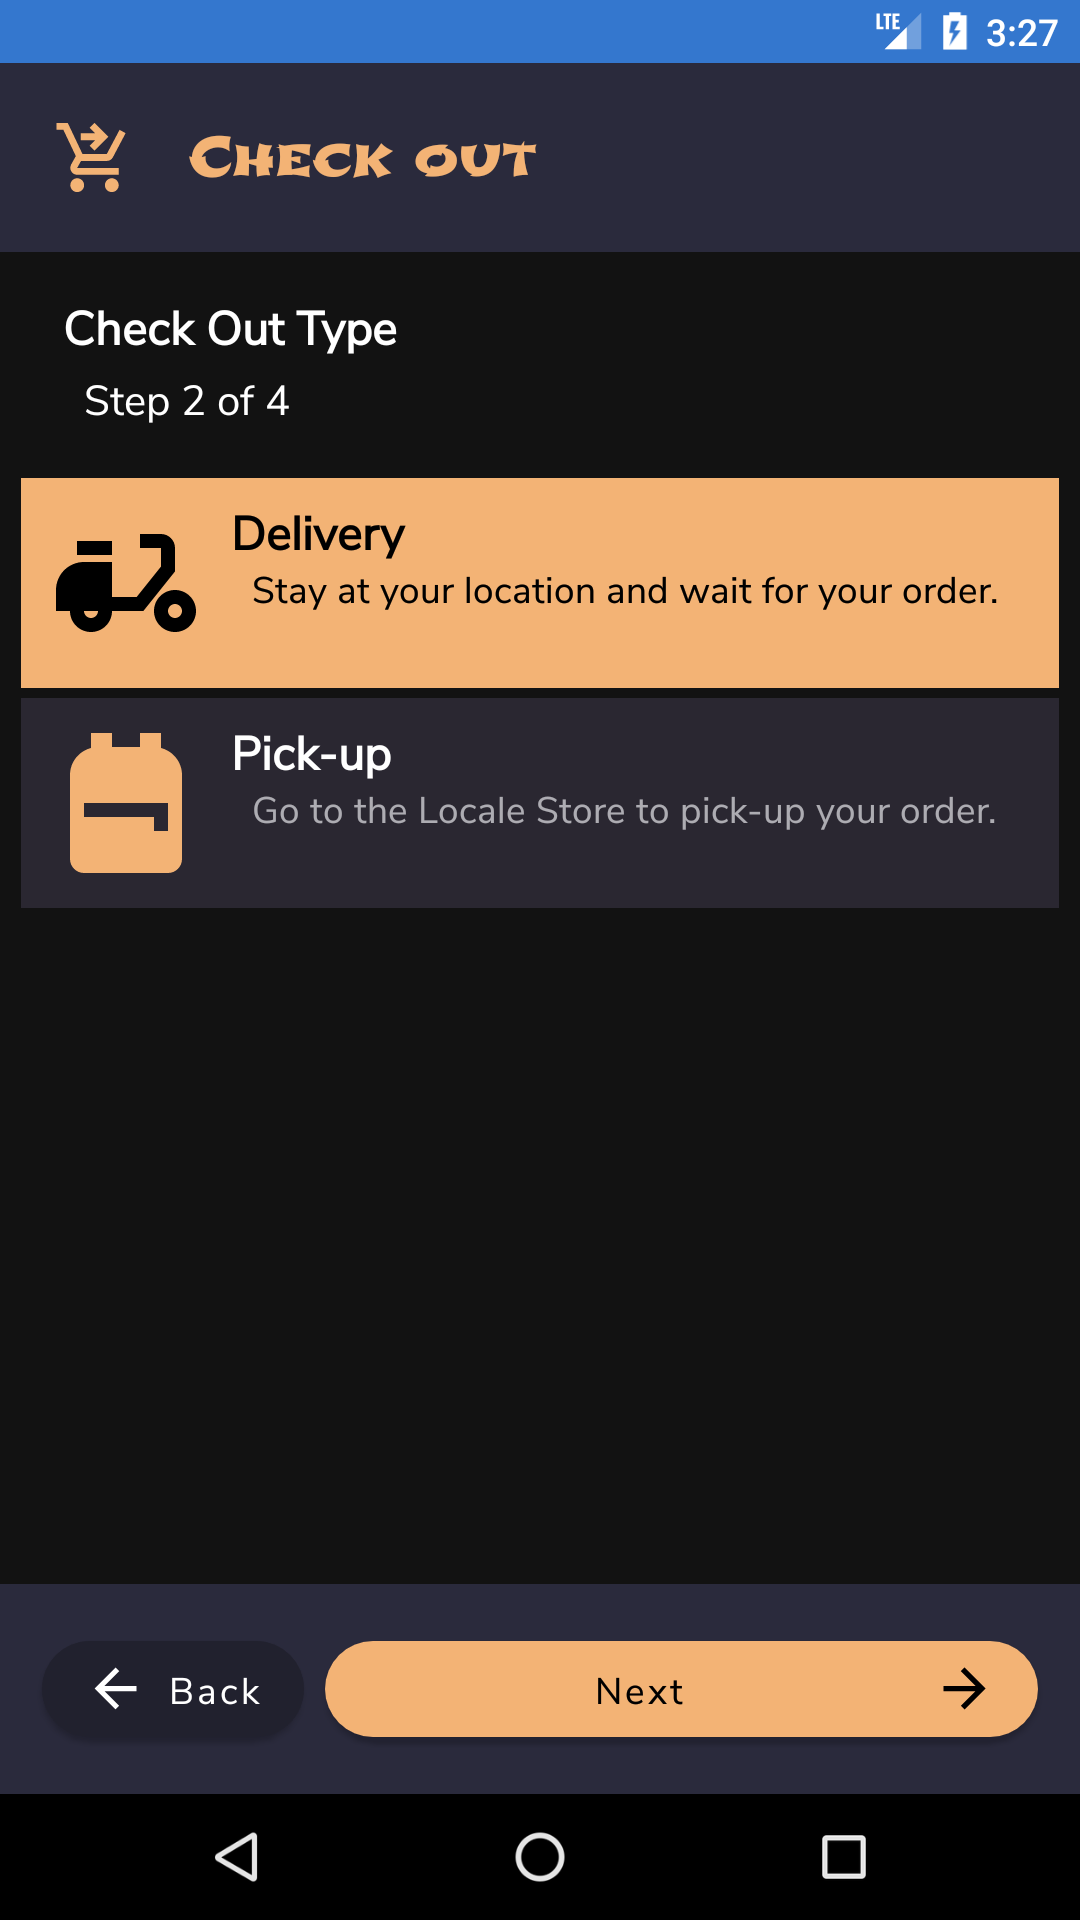 LTE 3:27
Check out
Check Out Type
Step 2 of 4
Delivery
Stay at your location and wait for your order.
Pick-up
Go to the Locale Store to pick-up your order.
Back
Next